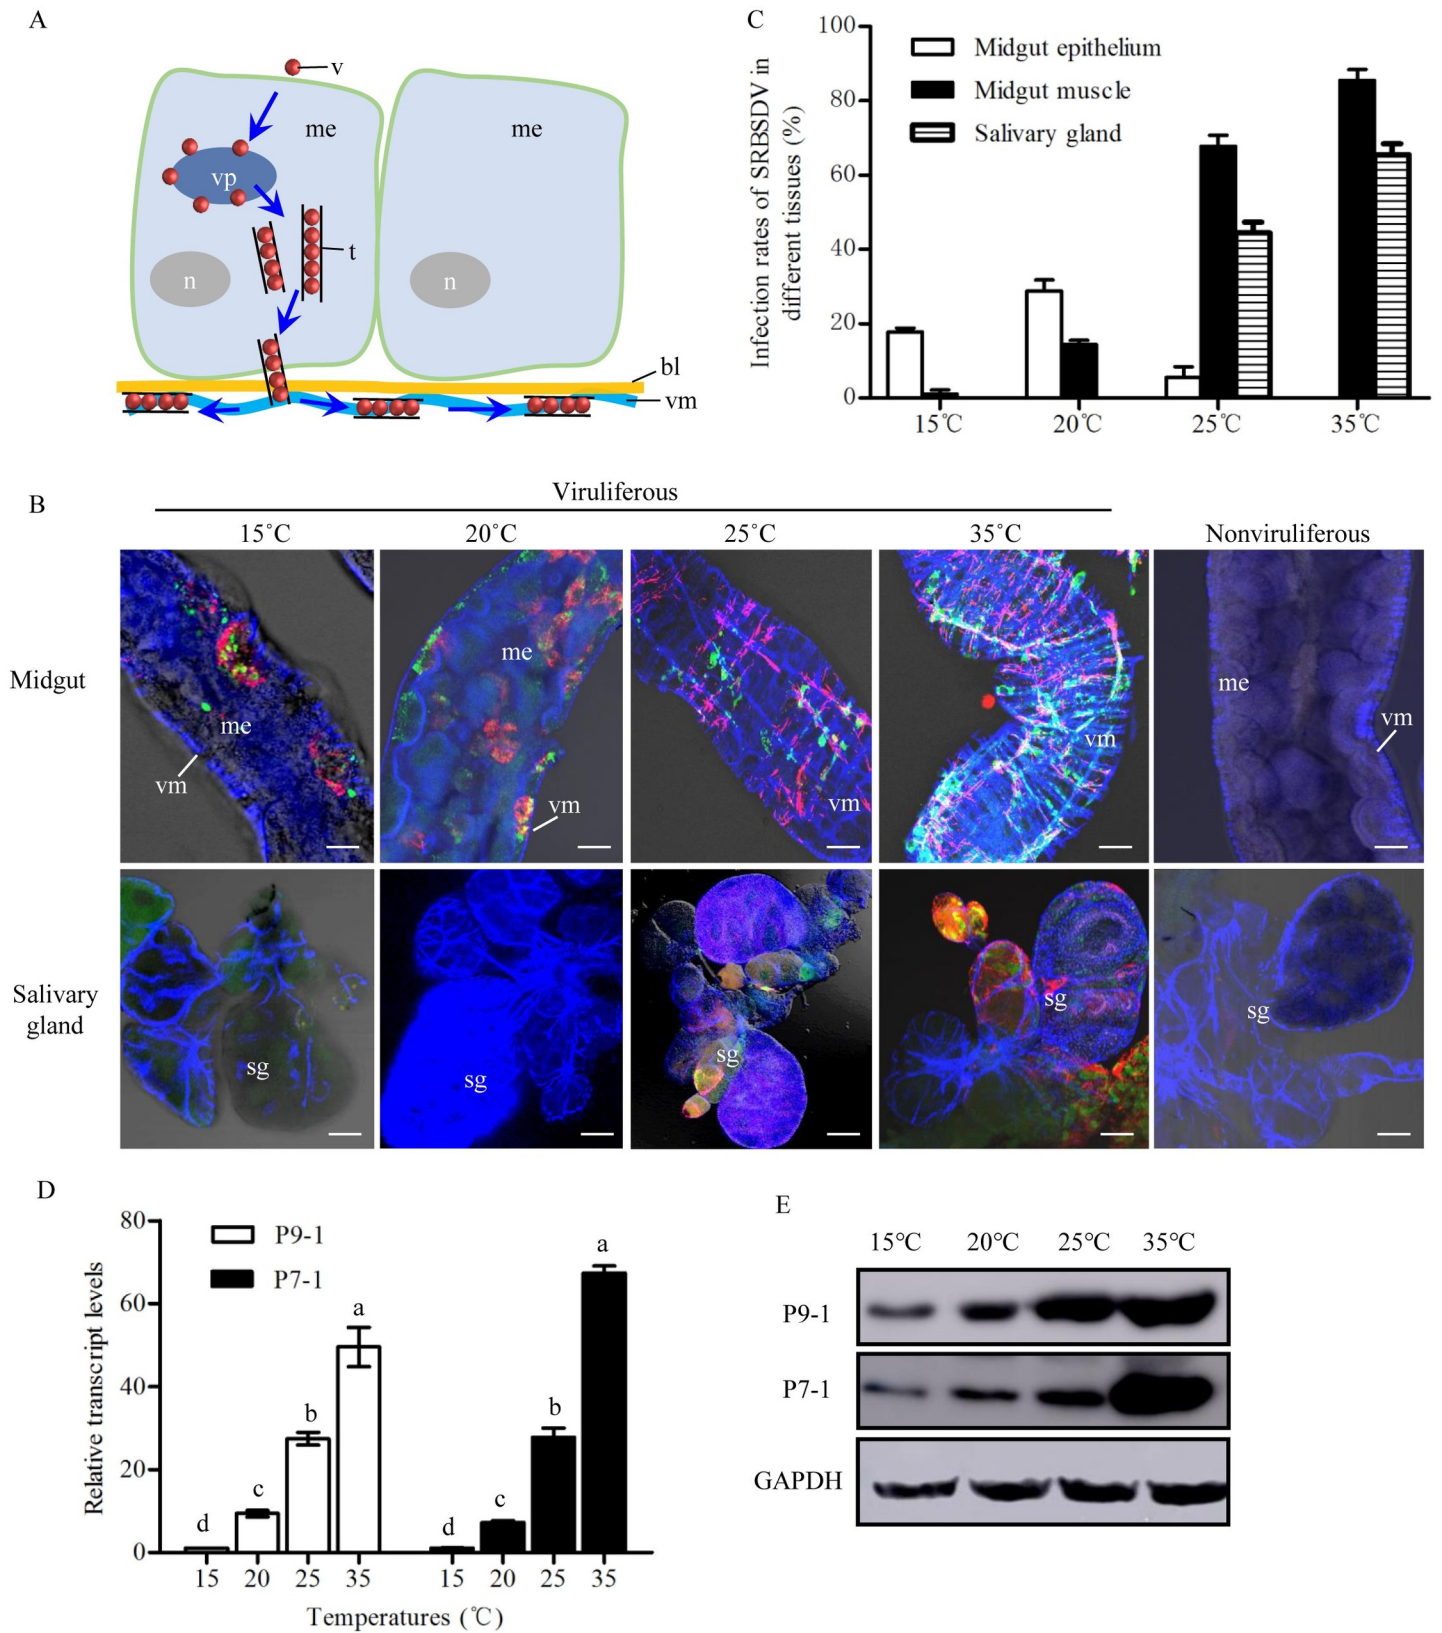 A
v
me
me
vp
t
n
n
bl
vm
C
Infection rates of SRBSDV in
different tissues (%)
100
80
60
40
20
0
Midgut epithelium
Midgut muscle
Salivary gland
15℃
20℃
25℃
35℃
B
Viruliferous
15°C
20°C
25°C
35°C
Nonviruliferous
Midgut
me
vm
me
vm
vm
vm
me
vm
Salivary
gland
sg
sg
sg
sg
sg
D
Relative transcript levels
80
60
40
20
0
P9-1
P7-1
d
c
b
a
d
c
b
a
15
20
25
35
15
20
25
35
Temperatures (℃)
E
15℃
20℃
25℃
35℃
P9-1
P7-1
GAPDH